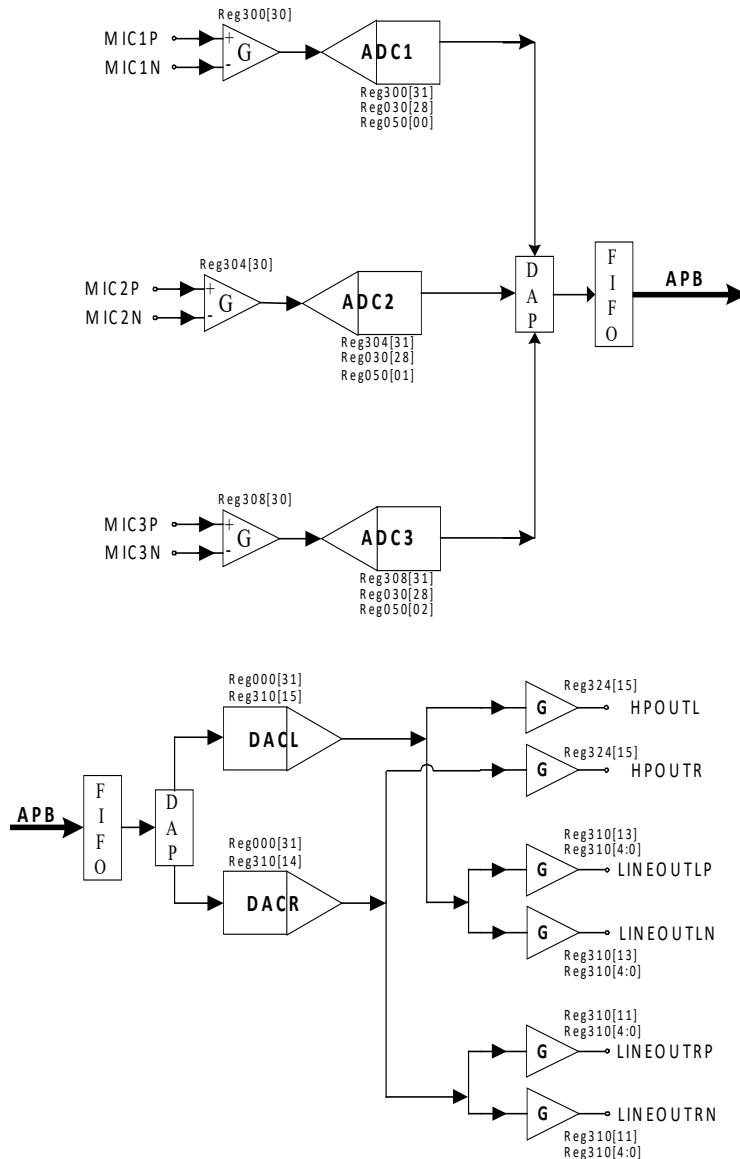 Reg300[30]
MIC1P
+
G
ADC1
MIC1N
-
Reg300[31]
Reg030[28]
Reg050[00]
Reg304[30]
MIC2P
+
G
ADC2
MIC2N
-
Reg304[31]
Reg030[28]
Reg050[01]
D
A
P
F
I
F
O
APB
Reg308[30]
MIC3P
+
G
ADC3
MIC3N
-
Reg308[31]
Reg030[28]
Reg050[02]
APB
F
I
F
O
D
A
P
Reg000[31]
Reg310[15]
DACL
Reg000[31]
Reg310[14]
DACR
Reg324[15]
G
HPOUTL
Reg324[15]
G
HPOUTR
Reg310[13]
Reg310[4:0]
G
LINEOUTLP
G
LINEOUTLN
Reg310[13]
Reg310[4:0]
Reg310[11]
Reg310[4:0]
G
LINEOUTRP
G
LINEOUTRN
Reg310[11]
Reg310[4:0]